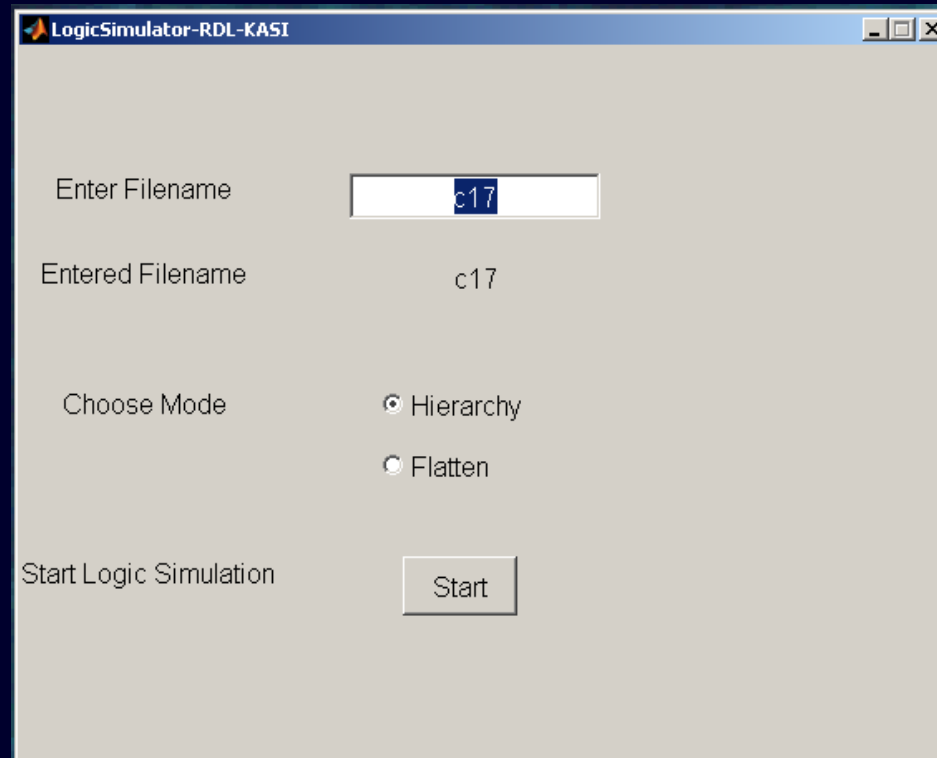 LogicSimulator-RDL-KASI
Enter Filename
c17
Entered Filename
c17
Choose Mode
Hierarchy
Flatten
Start Logic Simulation
Start